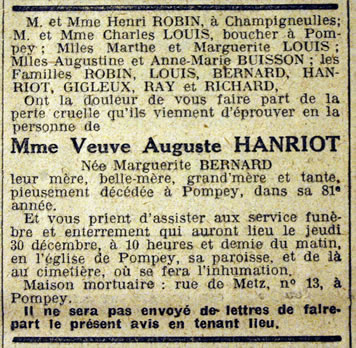 M. et Mme Henri ROBIN, à Champigneulles;
M. et Mme Charles LOUIS, boucher à Pom-
pey ; Mlles Marthe et Marguerite LOUIS ;
Mlles Augustine et Anne-Marie BUISSON ; les
Familles ROBIN, LOUIS, BERNARD, HAN-
RIOT, GIGLEUX, RAY et RICHARD,
Ont la douleur de vous faire part de la
perte cruelle qu'ils viennent d'éprouver en la
personne de
Mme Veuve Auguste HANRIOT
Née Marguerite BERNARD
leur mère, belle-mère, grand'mère et tante,
pieusement décédée à Pompey, dans sa 81e
année.
Et vous prient d'assister aux service funè-
bre et enterrement qui auront lieu le jeudi
30 décembre, à 10 heures et demie du matin,
en l'église de Pompey, sa paroisse, et de là
au cimetière, où se fera l'inhumation.
Maison mortuaire : rue de Metz, n° 13, à
Pompey.
Il ne sera pas envoyé de lettres de faire-
part le présent avis en tenant lieu.